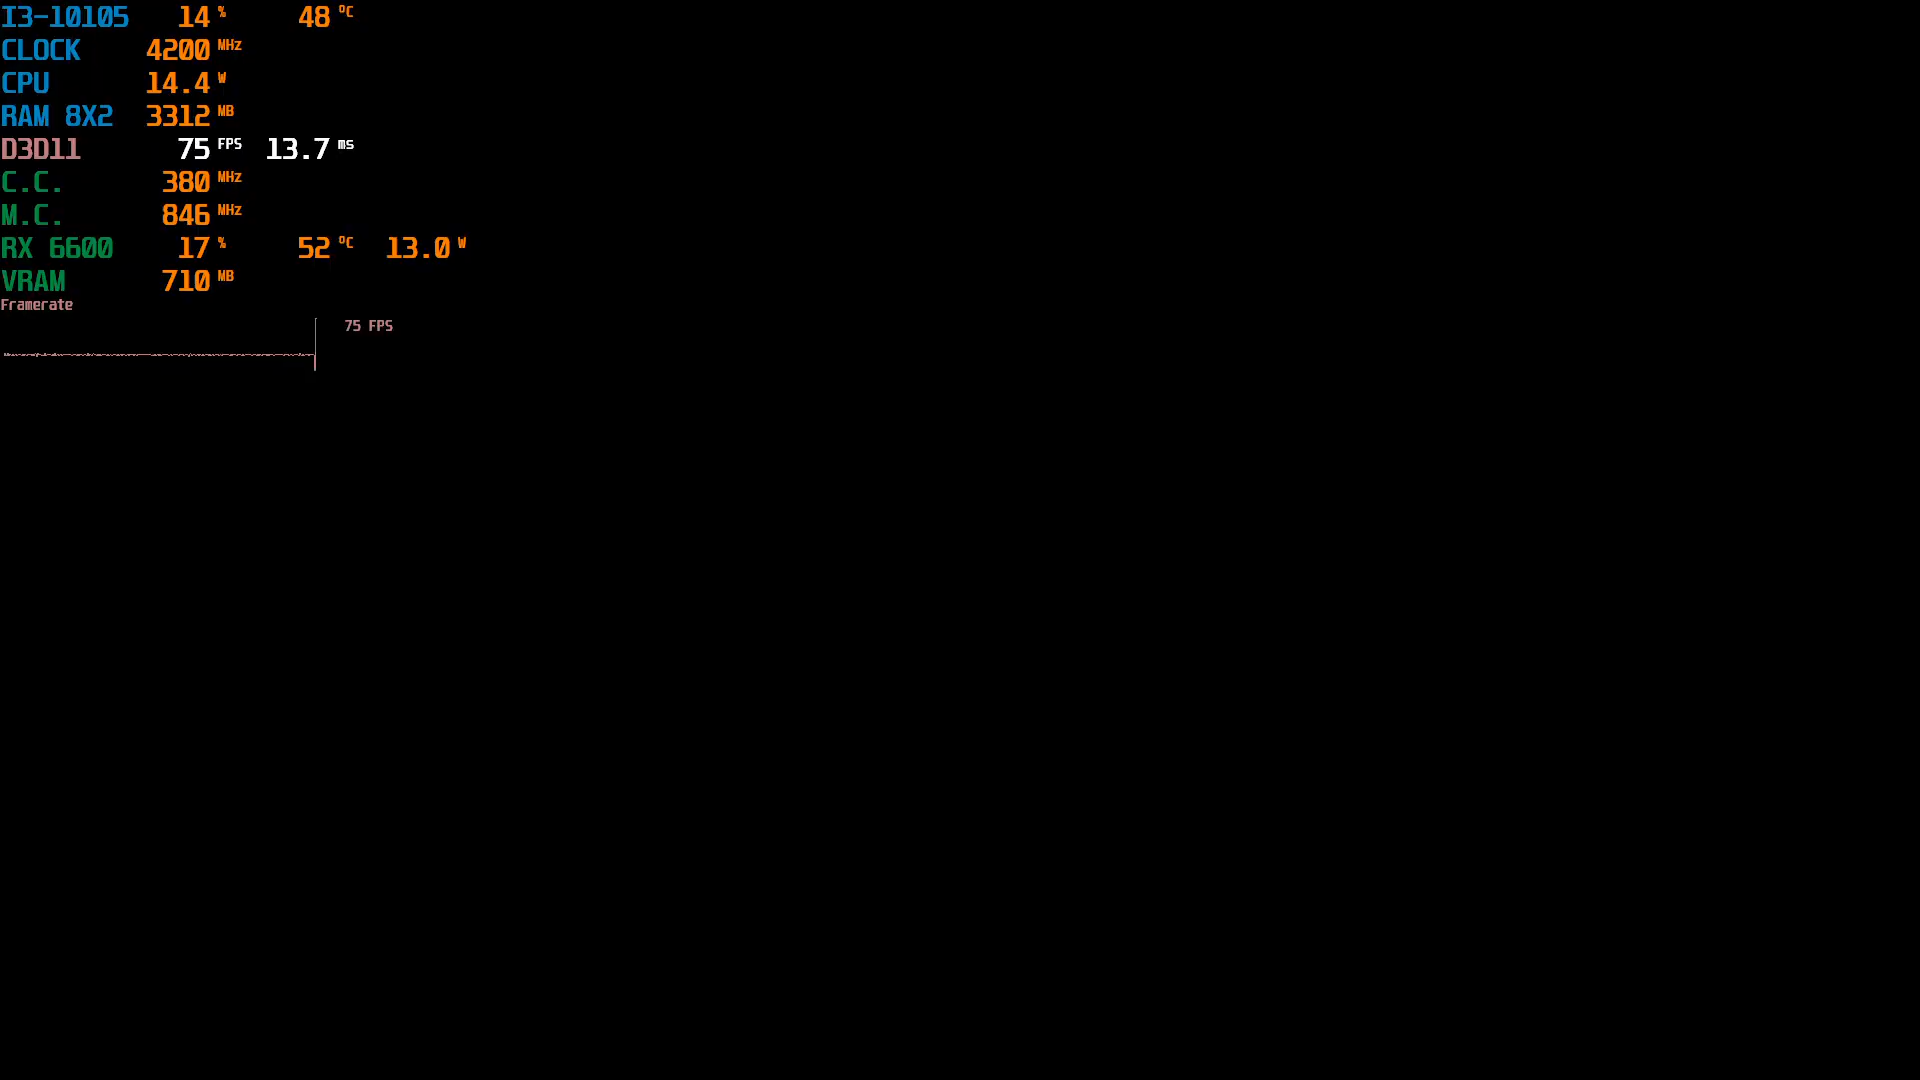 I3-10105 14 % 48 °C
CLOCK 4200 MHz
CPU 14.4 W
RAM 8X2 3312 MB
D3D11 75 FPS 13.7 ms
C.C. 380 MHz
M.C. 846 MHz
RX 6600 17 % 52 °C 13.0 W
VRAM 710 MB
Framerate
75 FPS